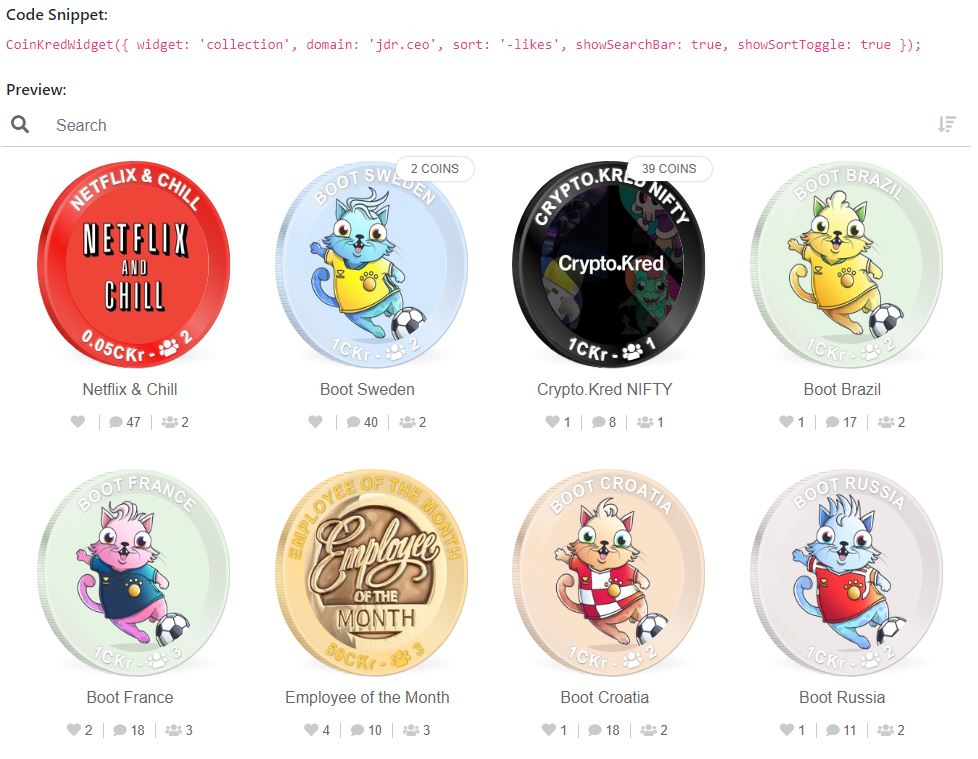 Code Snippet:
CoinKredWidget({ widget: 'collection', domain: 'jdr.ceo', sort: '-likes', showSearchBar: true, showSortToggle: true });
Preview:
Search
2 COINS
39 COINS
NETFLIX & CHILL
NETFLIX
AND
CHILL
0.05CKr - 2
BOOT SWEDEN
1CKr - 2
CRYPTO.KRED NIFTY
Crypto.Kred
1CKr - 1
BOOT BRAZIL
1CKr - 2
Netflix & Chill
Boot Sweden
Crypto.Kred NIFTY
Boot Brazil
47 2
40 2
1 8 1
1 17 2
BOOT FRANCE
1CKr - 3
EMPLOYEE OF THE MONTH
Employee
OF THE
MONTH
50CKr - 3
BOOT CROATIA
1CKr - 2
BOOT RUSSIA
1CKr - 2
Boot France
Employee of the Month
Boot Croatia
Boot Russia
2 18 3
4 10 3
1 18 2
1 11 2